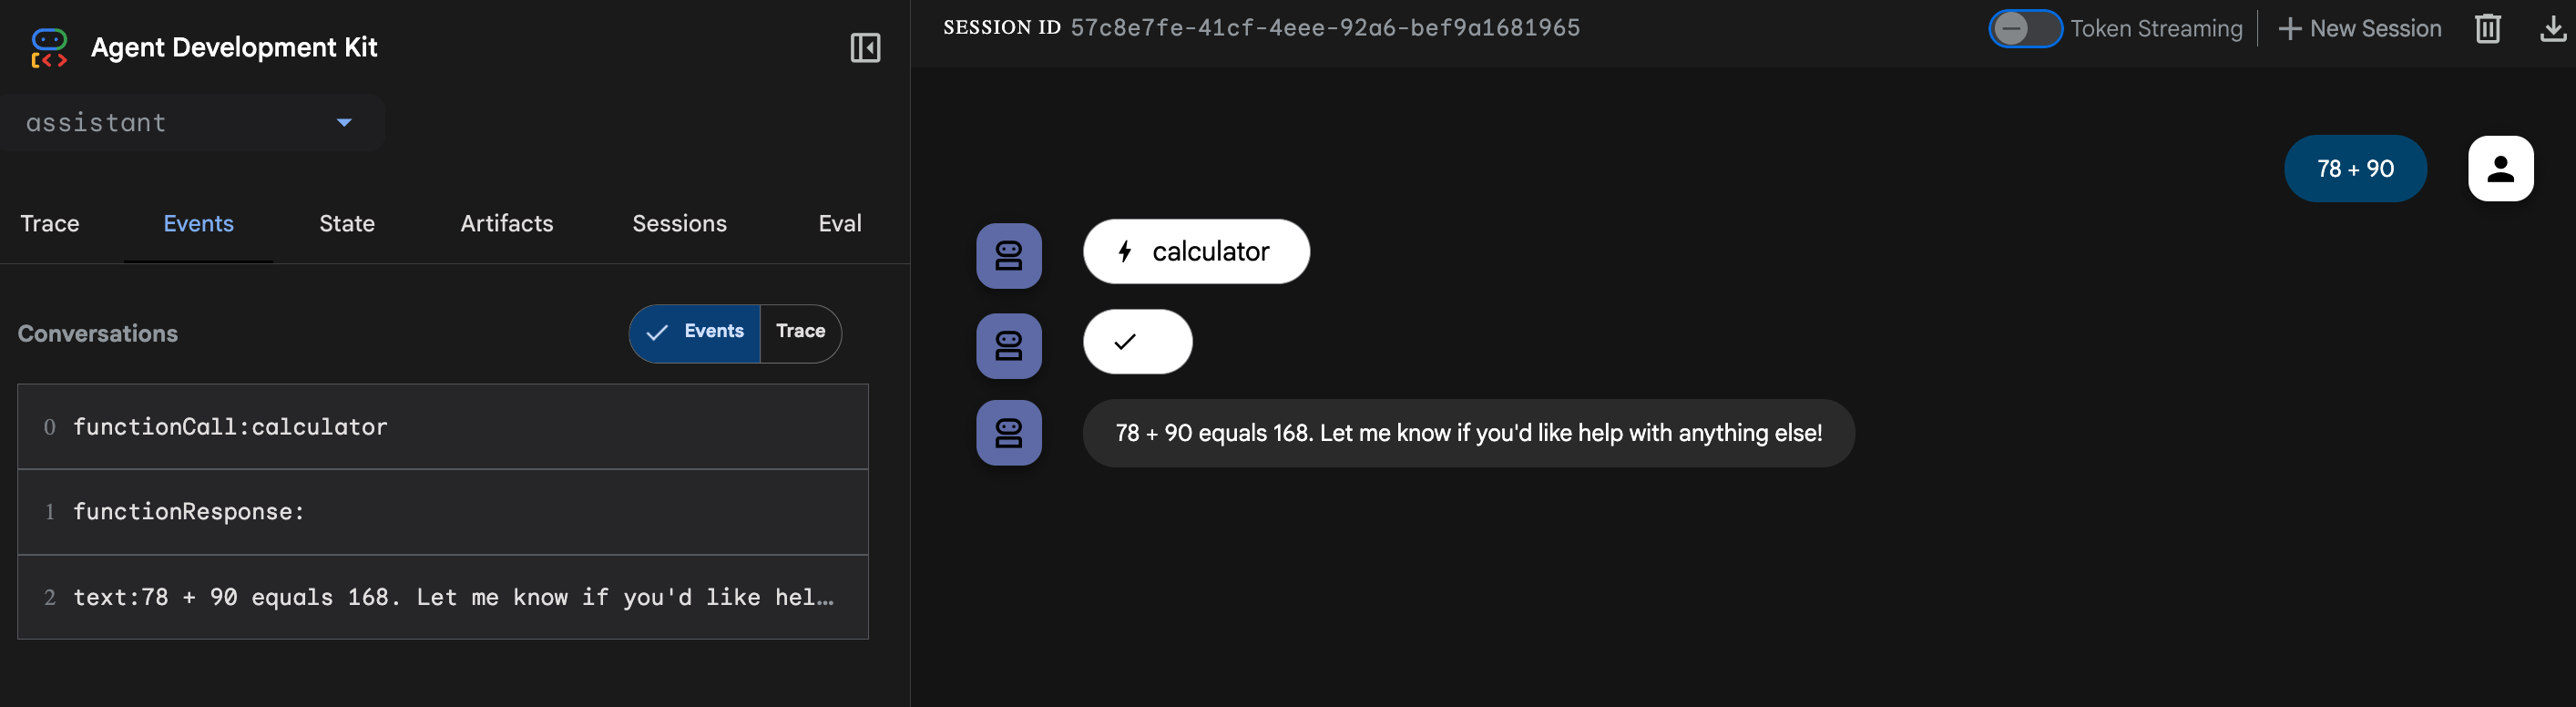 Agent Development Kit
assistant
Trace Events State Artifacts Sessions Eval
Conversations
Events Trace
0 functionCall:calculator
1 functionResponse:
2 text:78 + 90 equals 168. Let me know if you'd like hel…
SESSION ID 57c8e7fe-41cf-4eee-92a6-bef9a1681965
Token Streaming
New Session
78 + 90
calculator
78 + 90 equals 168. Let me know if you'd like help with anything else!